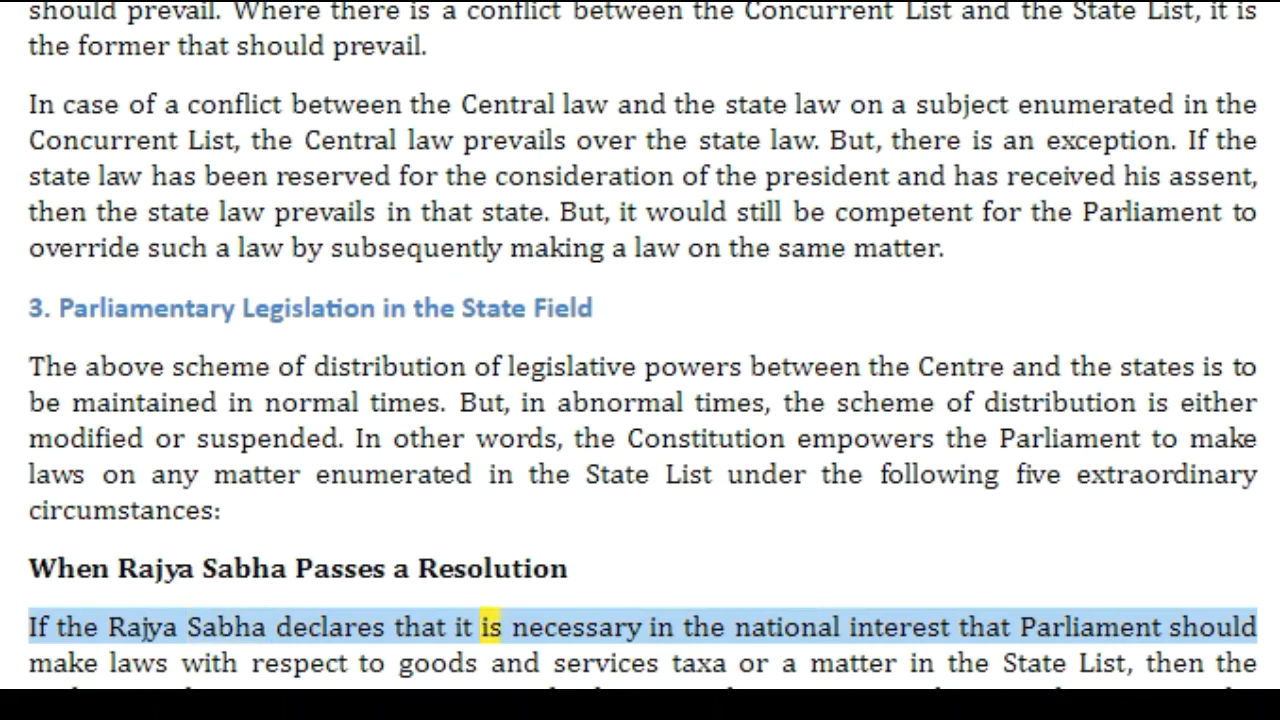 should prevail. Where there is a conflict between the Concurrent List and the State List, it is
the former that should prevail.
In case of a conflict between the Central law and the state law on a subject enumerated in the
Concurrent List, the Central law prevails over the state law. But, there is an exception. If the
state law has been reserved for the consideration of the president and has received his assent,
then the state law prevails in that state. But, it would still be competent for the Parliament to
override such a law by subsequently making a law on the same matter.
3. Parliamentary Legislation in the State Field
The above scheme of distribution of legislative powers between the Centre and the states is to
be maintained in normal times. But, in abnormal times, the scheme of distribution is either
modified or suspended. In other words, the Constitution empowers the Parliament to make
laws on any matter enumerated in the State List under the following five extraordinary
circumstances:
When Rajya Sabha Passes a Resolution
If the Rajya Sabha declares that it is necessary in the national interest that Parliament should
make laws with respect to goods and services taxa or a matter in the State List, then the